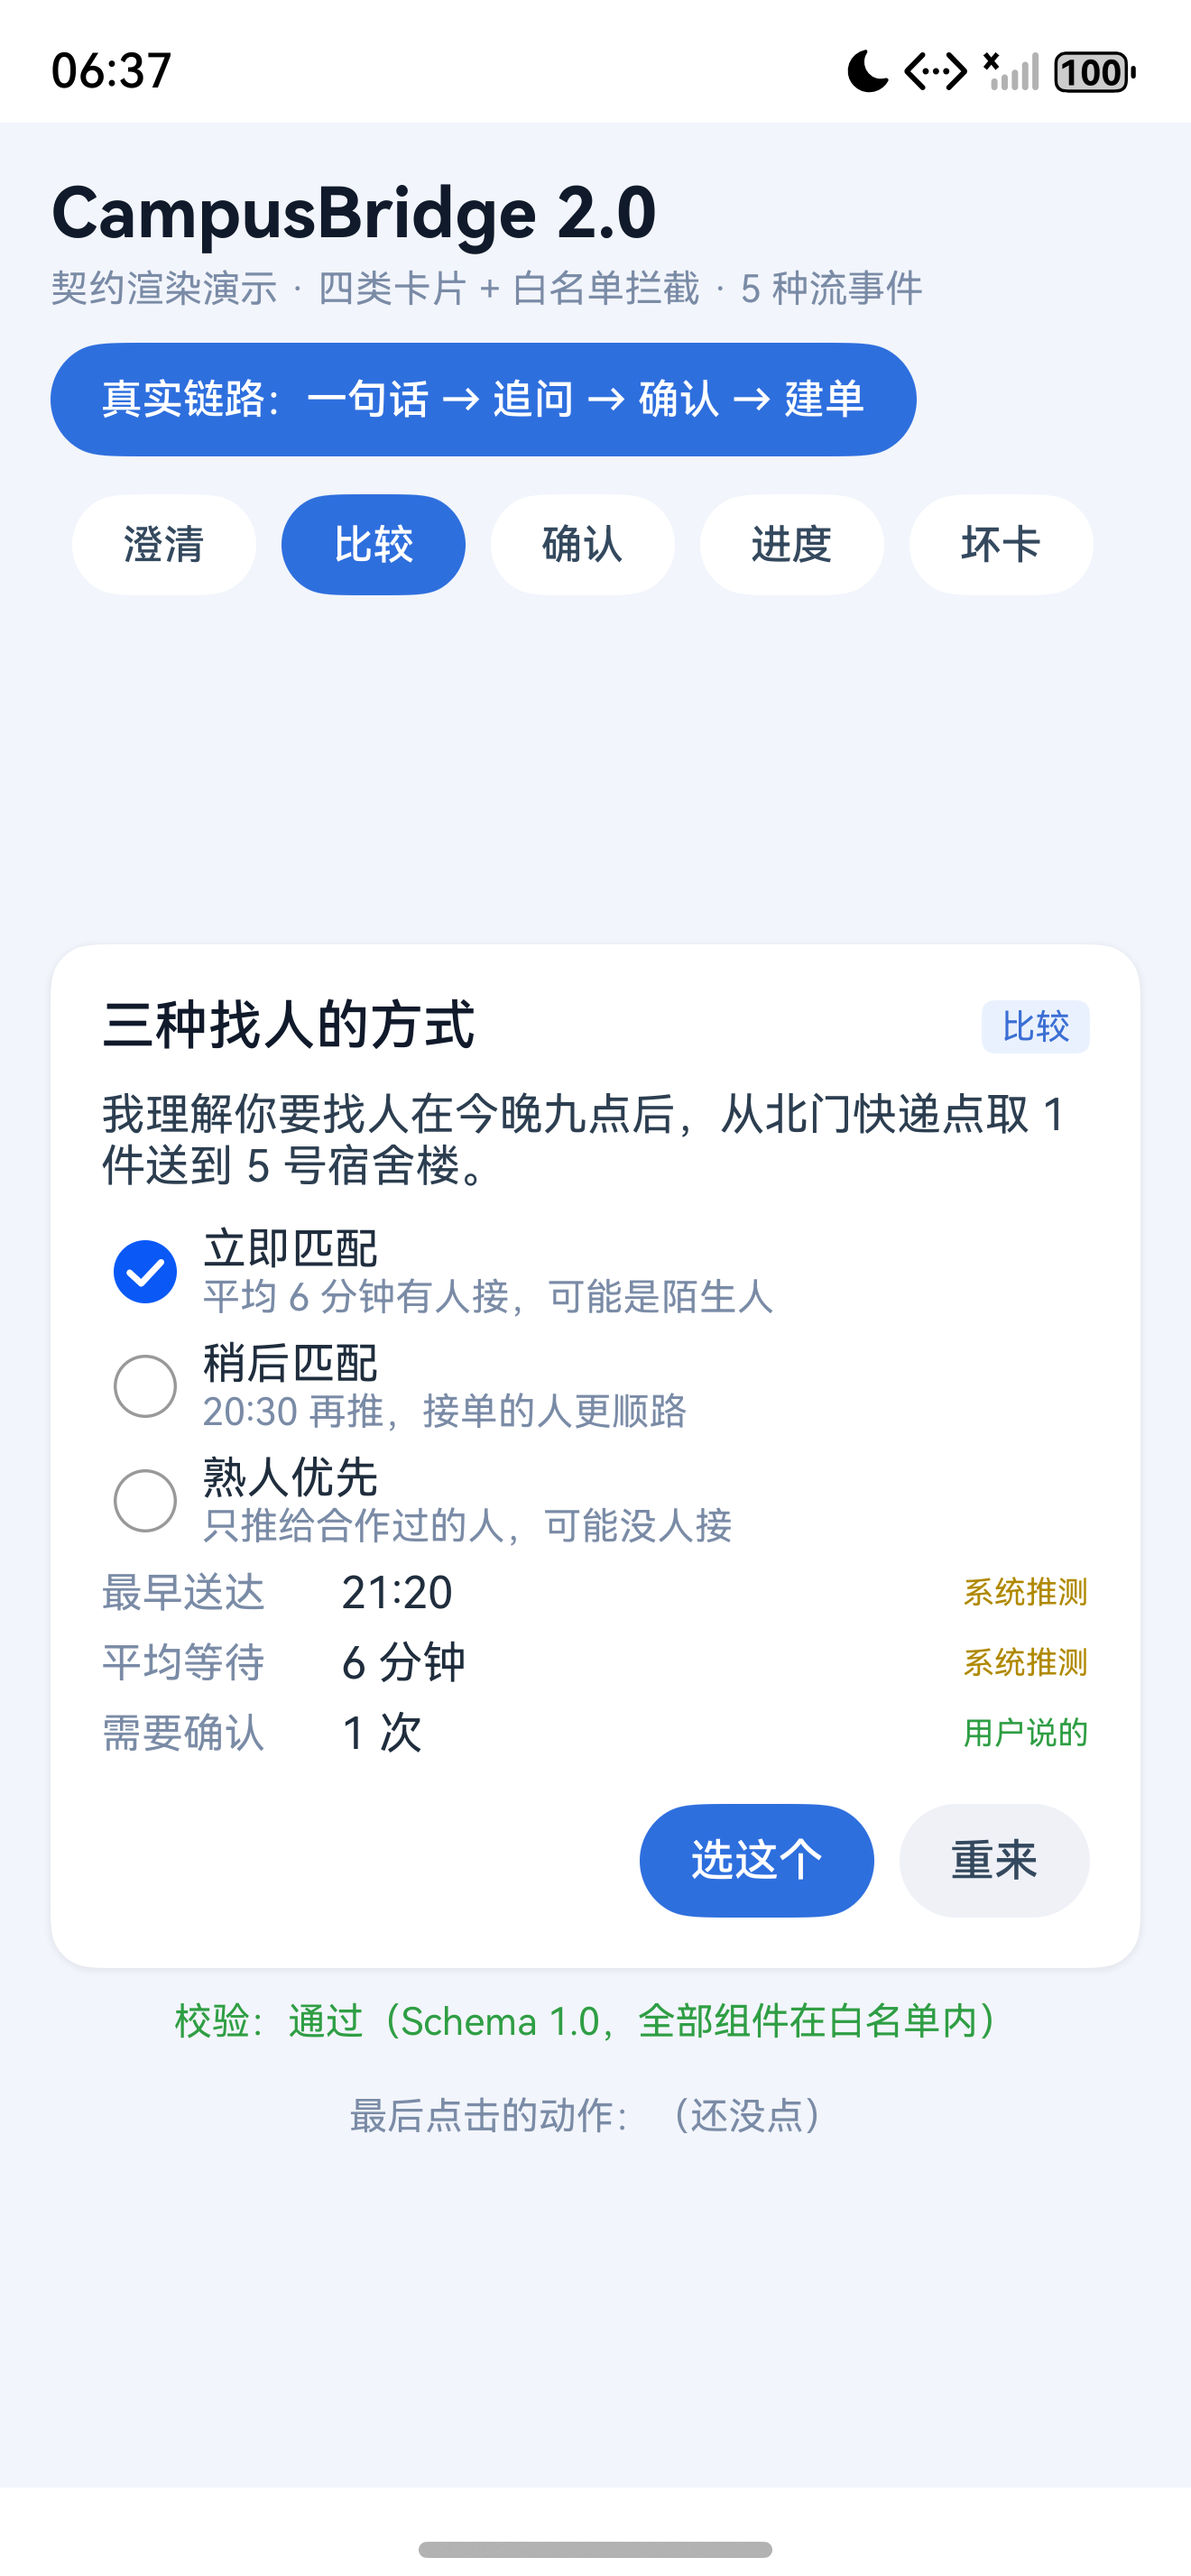 06:37
100
CampusBridge 2.0
契约渲染演示 · 四类卡片 + 白名单拦截 · 5 种流事件
真实链路：一句话 → 追问 → 确认 → 建单
澄清 比较 确认 进度 坏卡
三种找人的方式 比较
我理解你要找人在今晚九点后，从北门快递点取 1
件送到 5 号宿舍楼。
立即匹配
平均 6 分钟有人接，可能是陌生人
稍后匹配
20:30 再推，接单的人更顺路
熟人优先
只推给合作过的人，可能没人接
最早送达 21:20 系统推测
平均等待 6 分钟 系统推测
需要确认 1 次 用户说的
选这个 重来
校验：通过（Schema 1.0，全部组件在白名单内）
最后点击的动作：（还没点）